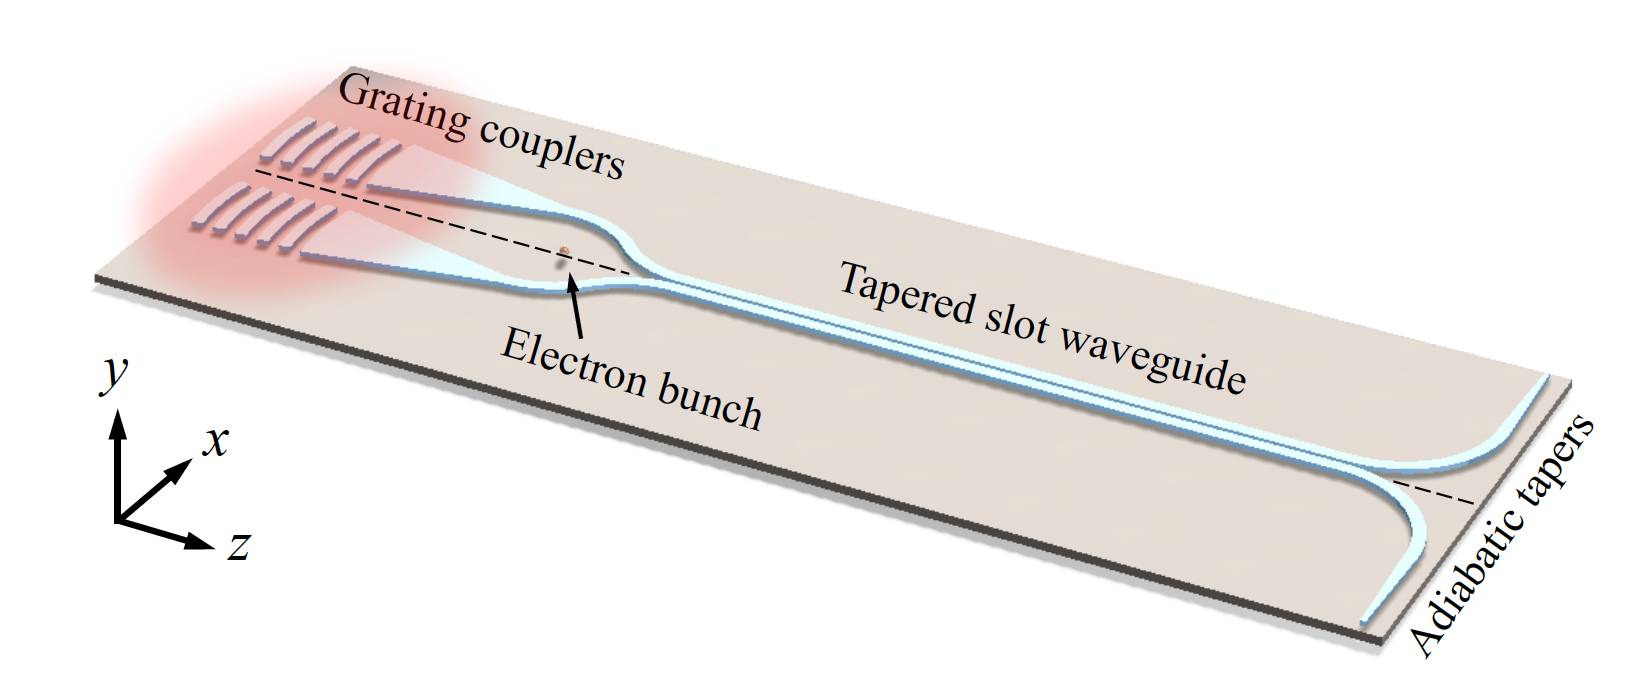 Grating couplers
Tapered slot waveguide
Electron bunch
y
x
z
Adiabatic tapers